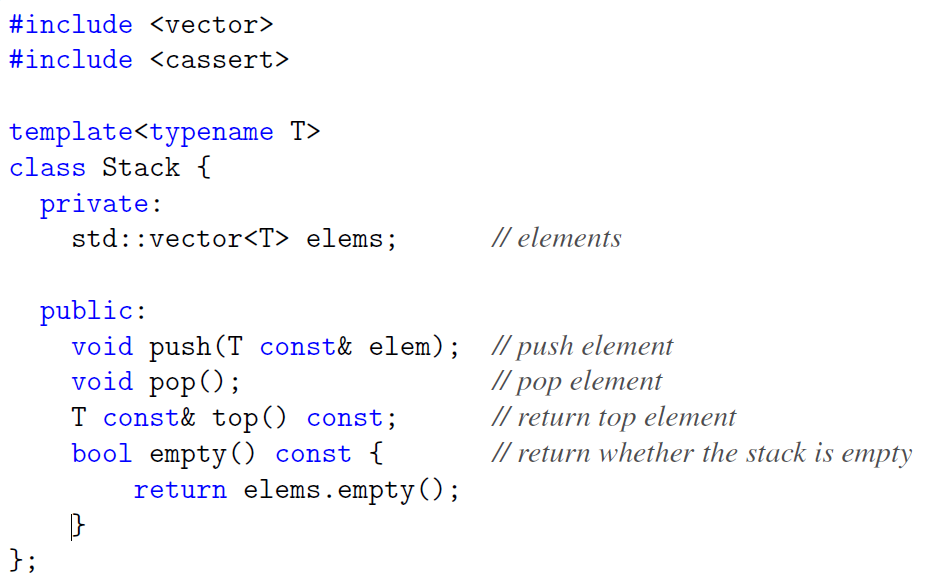 #include <vector>
#include <cassert>
template<typename T>
class Stack {
private:
std::vector<T> elems; // elements
public:
void push(T const& elem); // push element
void pop(); // pop element
T const& top() const; // return top element
bool empty() const { // return whether the stack is empty
return elems.empty();
}
};